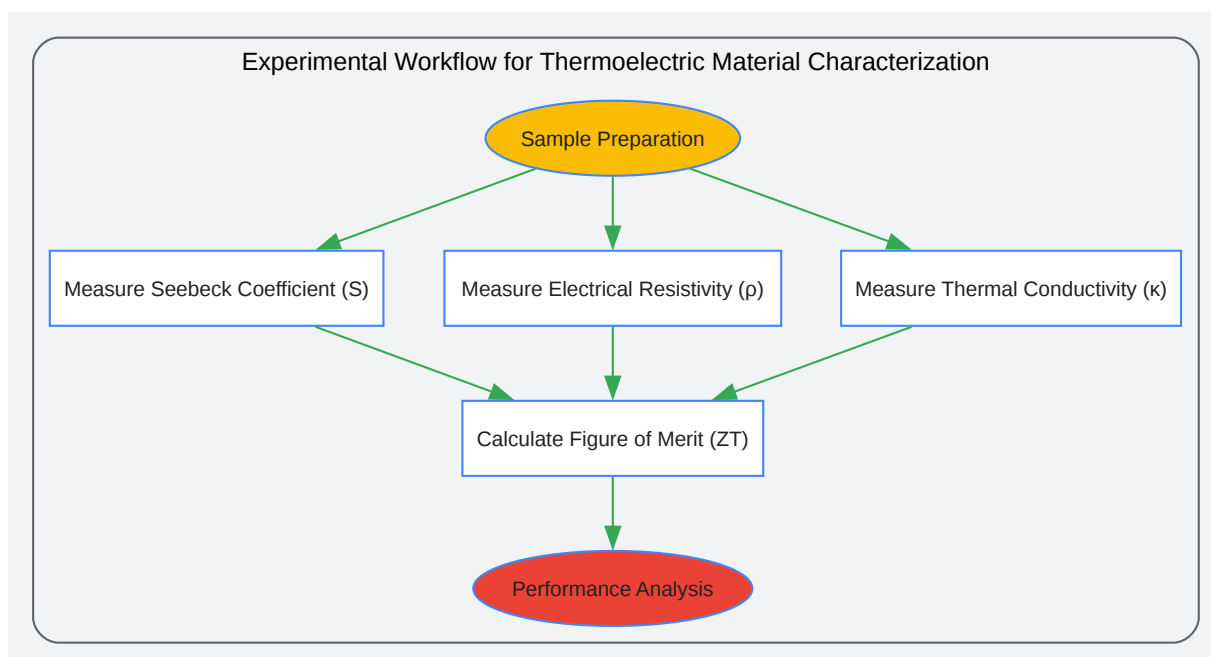 Experimental Workflow for Thermoelectric Material Characterization
Sample Preparation
Measure Seebeck Coefficient (S)
Measure Electrical Resistivity (ρ)
Measure Thermal Conductivity (κ)
Calculate Figure of Merit (ZT)
Performance Analysis